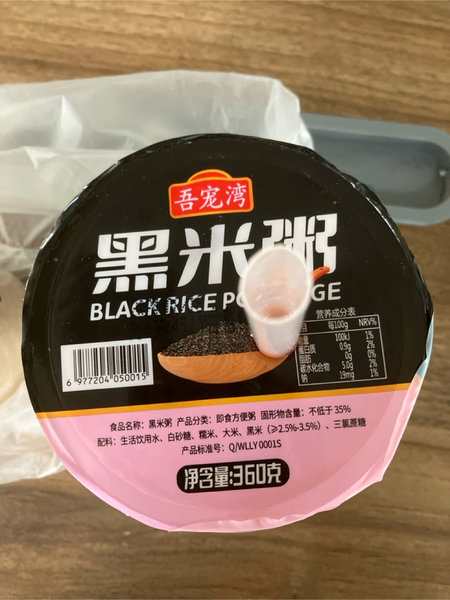 吾宠湾
黑米粥
BLACK RICE PO GE
营养成分表
目 每100g NRV%
量 100kJ 1%
蛋白质 0.9g 2%
脂肪 0g 0%
碳水化合物 5.0g 2%
钠 19mg 1%
6 977204 050015
食品名称：黑米粥 产品分类：即食方便粥 固形物含量：不低于35%
配料：生活饮用水、白砂糖、糯米、大米、黑米（≥2.5%-3.5%）、三氯蔗糖
产品标准号：Q/WLLY 0001S
净含量:360克